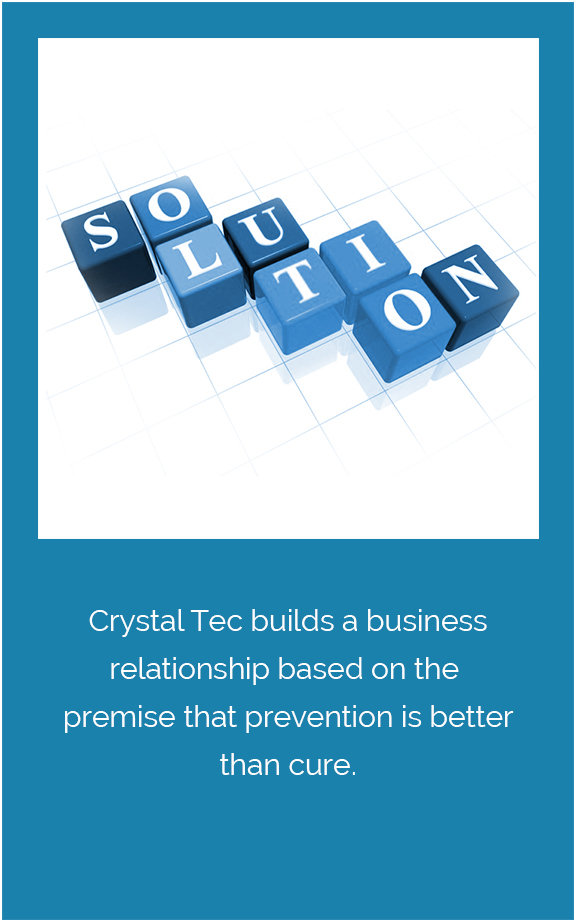 SOLUTION
Crystal Tec builds a business
relationship based on the
premise that prevention is better
than cure.